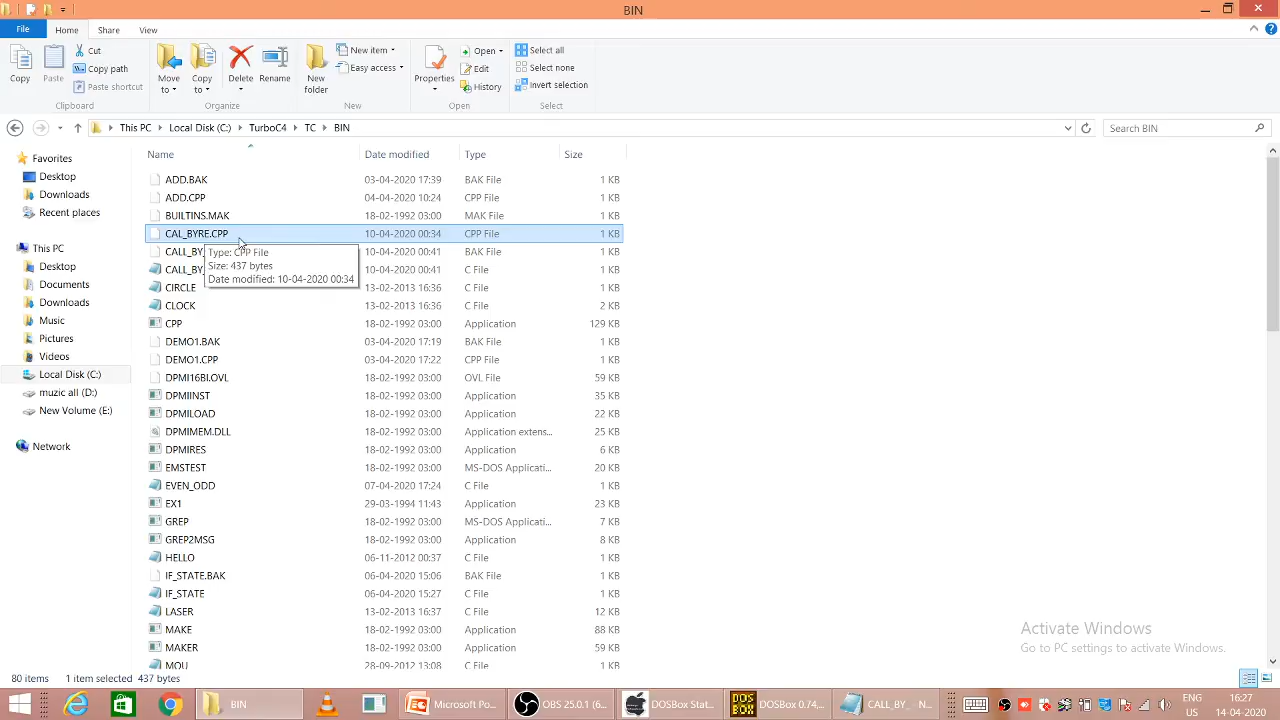 BIN
File Home Share View
Copy
Paste
Cut
Copy path
Paste shortcut
Clipboard
Move to
Copy to
Delete
Rename
Organize
New folder
New item
Easy access
New
Properties
Open
Edit
History
Open
Select all
Select none
Invert selection
Select
This PC Local Disk (C:) TurboC4 TC BIN
Search BIN
Favorites
Desktop
Downloads
Recent places
This PC
Desktop
Documents
Downloads
Music
Pictures
Videos
Local Disk (C:)
muzic all (D:)
New Volume (E:)
Network
Name Date modified Type Size
ADD.BAK 03-04-2020 17:39 BAK File 1 KB
ADD.CPP 04-04-2020 10:24 CPP File 1 KB
BUILTINS.MAK 18-02-1992 03:00 MAK File 1 KB
CAL_BYRE.CPP 10-04-2020 00:34 CPP File 1 KB
CALL_BY 10-04-2020 00:41 BAK File 1 KB
CALL_BY 10-04-2020 00:41 C File 1 KB
Type: CPP File
Size: 437 bytes
Date modified: 10-04-2020 00:34
CIRCLE 13-02-2013 16:36 C File 1 KB
CLOCK 13-02-2013 16:36 C File 2 KB
CPP 18-02-1992 03:00 Application 129 KB
DEMO1.BAK 03-04-2020 17:19 BAK File 1 KB
DEMO1.CPP 03-04-2020 17:22 CPP File 1 KB
DPMI16BI.OVL 18-02-1992 03:00 OVL File 59 KB
DPMIINST 18-02-1992 03:00 Application 35 KB
DPMILOAD 18-02-1992 03:00 Application 22 KB
DPMIMEM.DLL 18-02-1992 03:00 Application extens... 25 KB
DPMIRES 18-02-1992 03:00 Application 6 KB
EMSTEST 18-02-1992 03:00 MS-DOS Applicati... 20 KB
EVEN_ODD 07-04-2020 17:24 C File 1 KB
EX1 29-03-1994 11:43 Application 23 KB
GREP 18-02-1992 03:00 MS-DOS Applicati... 7 KB
GREP2MSG 18-02-1992 03:00 Application 8 KB
HELLO 06-11-2012 00:37 C File 1 KB
IF_STATE.BAK 06-04-2020 15:06 BAK File 1 KB
IF_STATE 06-04-2020 15:27 C File 1 KB
LASER 13-02-2013 16:37 C File 12 KB
MAKE 18-02-1992 03:00 Application 88 KB
MAKER 18-02-1992 03:00 Application 59 KB
MOU 28-09-2012 13:08 C File 1 KB
Activate Windows
Go to PC settings to activate Windows.
80 items 1 item selected 437 bytes
BIN
Microsoft Po...
OBS 25.0.1 (6...
DOSBox Stat...
DOSBox 0.74,...
CALL_BY_ - N...
ENG
US
16:27
14-04-2020